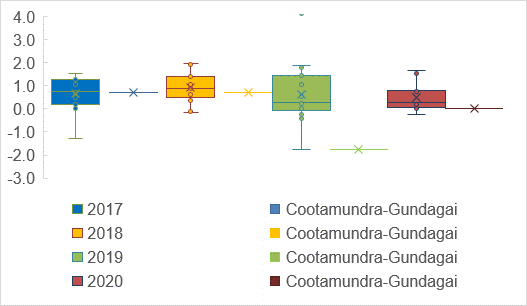 4.0
3.0
2.0
1.0
0.0
-1.0
-2.0
-3.0
2017 Cootamundra-Gundagai
2018 Cootamundra-Gundagai
2019 Cootamundra-Gundagai
2020 Cootamundra-Gundagai